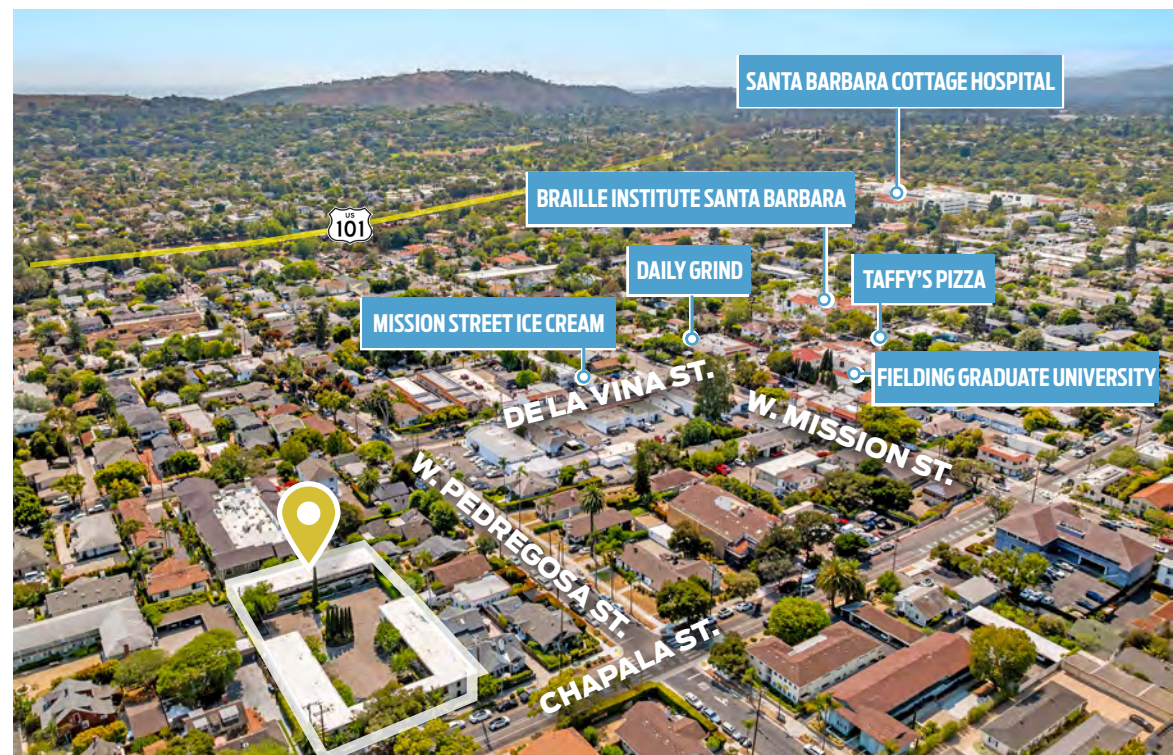 SANTA BARBARA COTTAGE HOSPITAL
BRAILLE INSTITUTE SANTA BARBARA
US
101
DAILY GRIND
TAFFY'S PIZZA
MISSION STREET ICE CREAM
FIELDING GRADUATE UNIVERSITY
DE LA VINA ST.
W. MISSION ST.
W. PEDREGOSA ST.
CHAPALA ST.